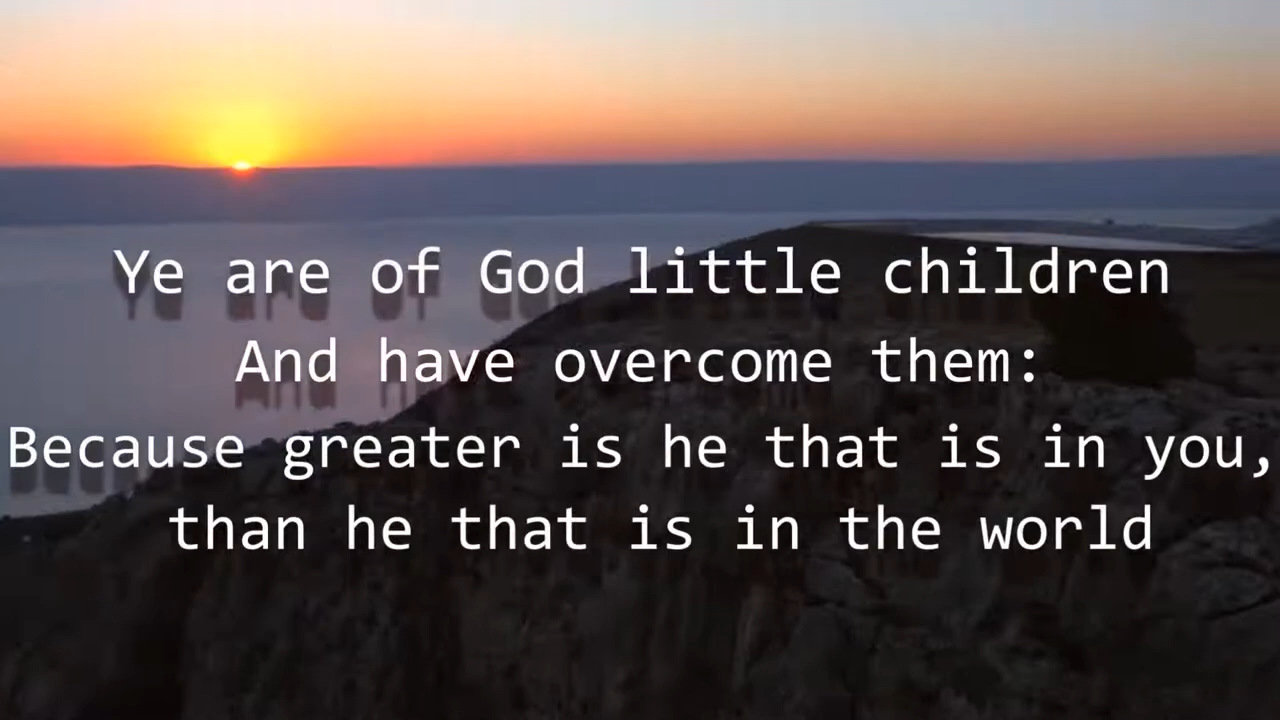 Ye are of God little children
And have overcome them:
Because greater is he that is in you,
than he that is in the world